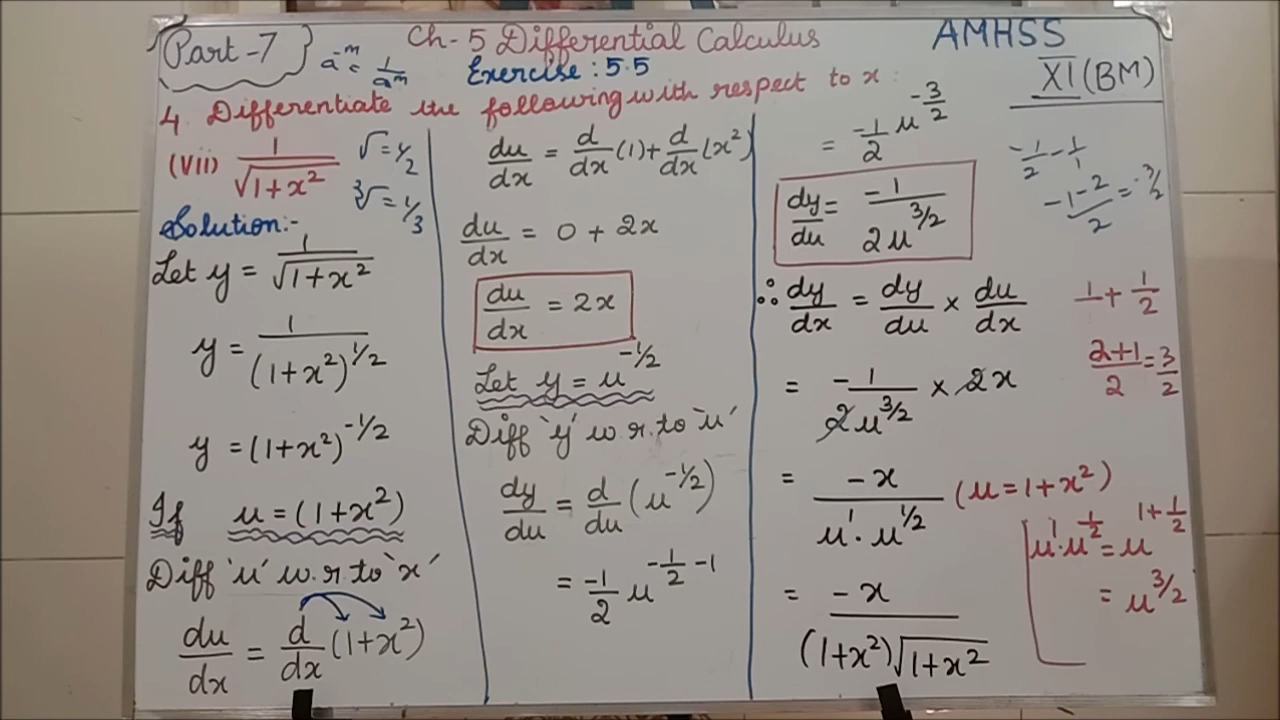 Part-7
a^-m = 1/a^m
Ch-5 Differential Calculus
AMHSS
Exercise: 5.5
XI (BM)
4. Differentiate the following with respect to x:
(vii) 1/√(1+x²)
√ = 1/2
∛ = 1/3
Solution:-
Let y = 1/√(1+x²)
y = 1/(1+x²)^1/2
y = (1+x²)^-1/2
If u = (1+x²)
Diff 'u' w.r.to 'x'
du/dx = d/dx (1+x²)
du/dx = d/dx (1) + d/dx (x²)
du/dx = 0 + 2x
du/dx = 2x
Let y = u^-1/2
Diff 'y' w.r.to 'u'
dy/du = d/du (u^-1/2)
= -1/2 u^(-1/2 - 1)
= -1/2 u^-3/2
dy/du = -1/(2u^3/2)
∴ dy/dx = dy/du × du/dx
= -1/(2u^3/2) × 2x
= -x/(u¹·u^1/2) (u=1+x²)
= -x/((1+x²)√(1+x²))
-1/2 - 1/1
(-1-2)/2 = -3/2
1/ + 1/2
(2+1)/2 = 3/2
u¹·u^1/2 = u^(1+1/2)
= u^3/2